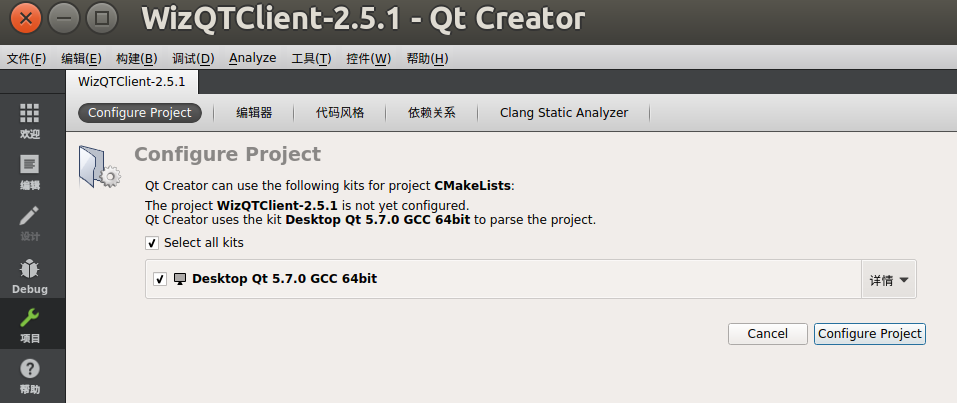 WizQTClient-2.5.1 - Qt Creator
文件(F) 编辑(E) 构建(B) 调试(D) Analyze 工具(T) 控件(W) 帮助(H)
WizQTClient-2.5.1
Configure Project 编辑器 代码风格 依赖关系 Clang Static Analyzer
欢迎
编辑
设计
Debug
项目
帮助
Configure Project
Qt Creator can use the following kits for project CMakeLists:
The project WizQTClient-2.5.1 is not yet configured.
Qt Creator uses the kit Desktop Qt 5.7.0 GCC 64bit to parse the project.
Select all kits
Desktop Qt 5.7.0 GCC 64bit 详情
Cancel Configure Project